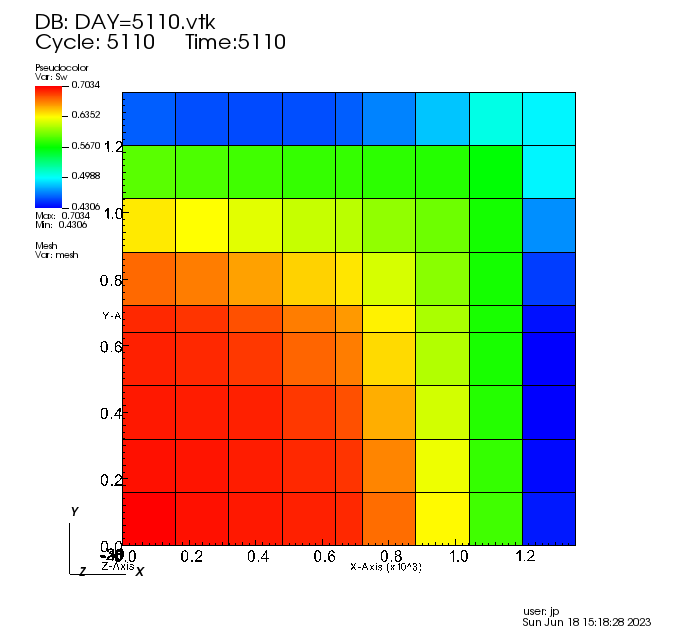 DB: DAY=5110.vtk
Cycle: 5110 Time:5110
Pseudocolor
Var: Sw
0.7034
0.6352
0.5670
0.4988
0.4306
Max: 0.7034
Min: 0.4306
Mesh
Var: mesh
1.2
1.0
0.8
Y-A
0.6
0.4
0.2
0.0
0.0 0.2 0.4 0.6 0.8 1.0 1.2
Z-Axis
X-Axis (x10^3)
Y
Z X
user: jp
Sun Jun 18 15:18:28 2023